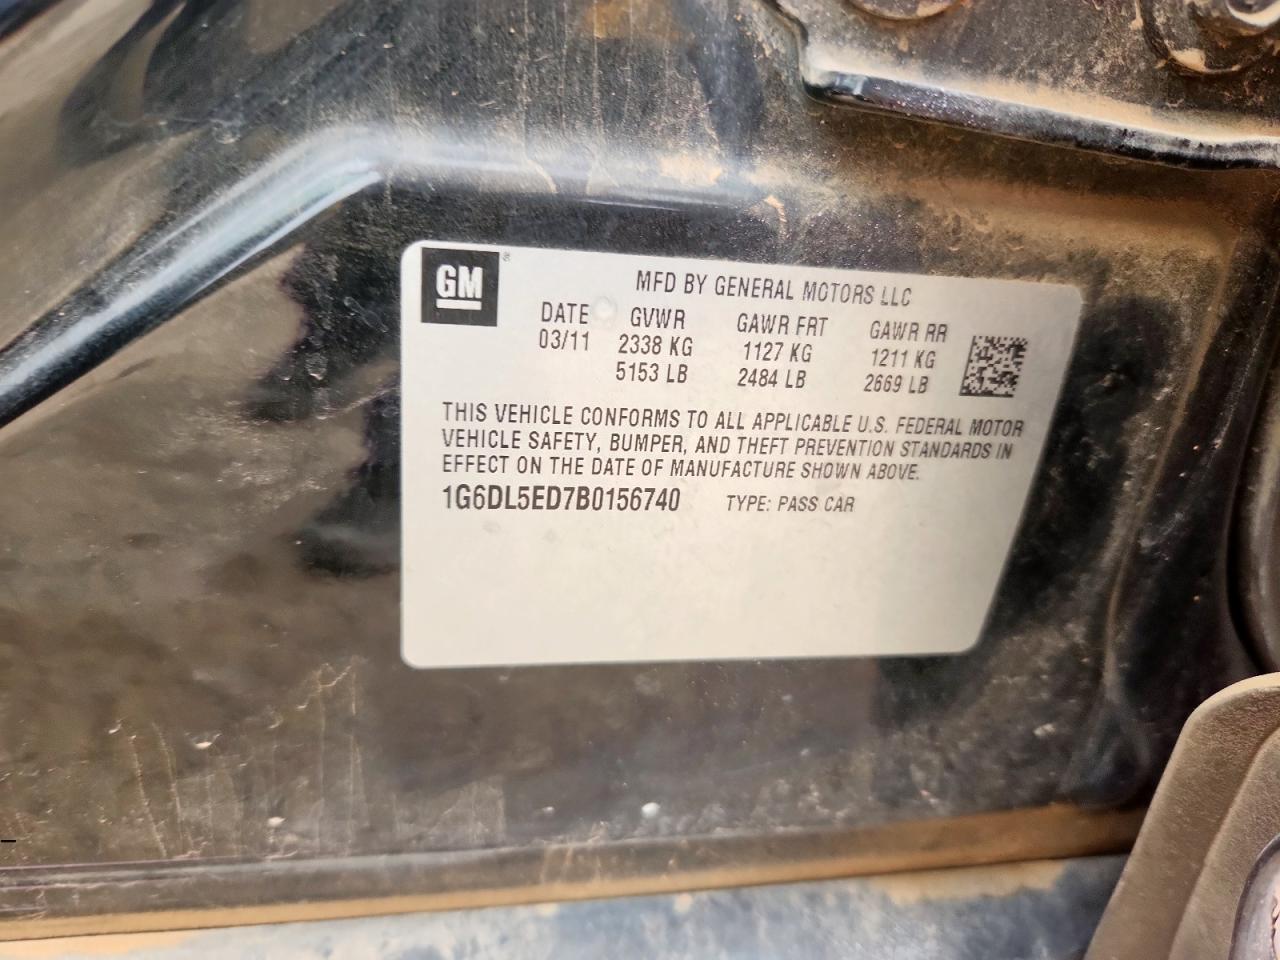 GM
MFD BY GENERAL MOTORS LLC
DATE GVWR GAWR FRT GAWR RR
03/11 2338 KG 1127 KG 1211 KG
5153 LB 2484 LB 2669 LB
THIS VEHICLE CONFORMS TO ALL APPLICABLE U.S. FEDERAL MOTOR
VEHICLE SAFETY, BUMPER, AND THEFT PREVENTION STANDARDS IN
EFFECT ON THE DATE OF MANUFACTURE SHOWN ABOVE.
1G6DL5ED7B0156740 TYPE: PASS CAR